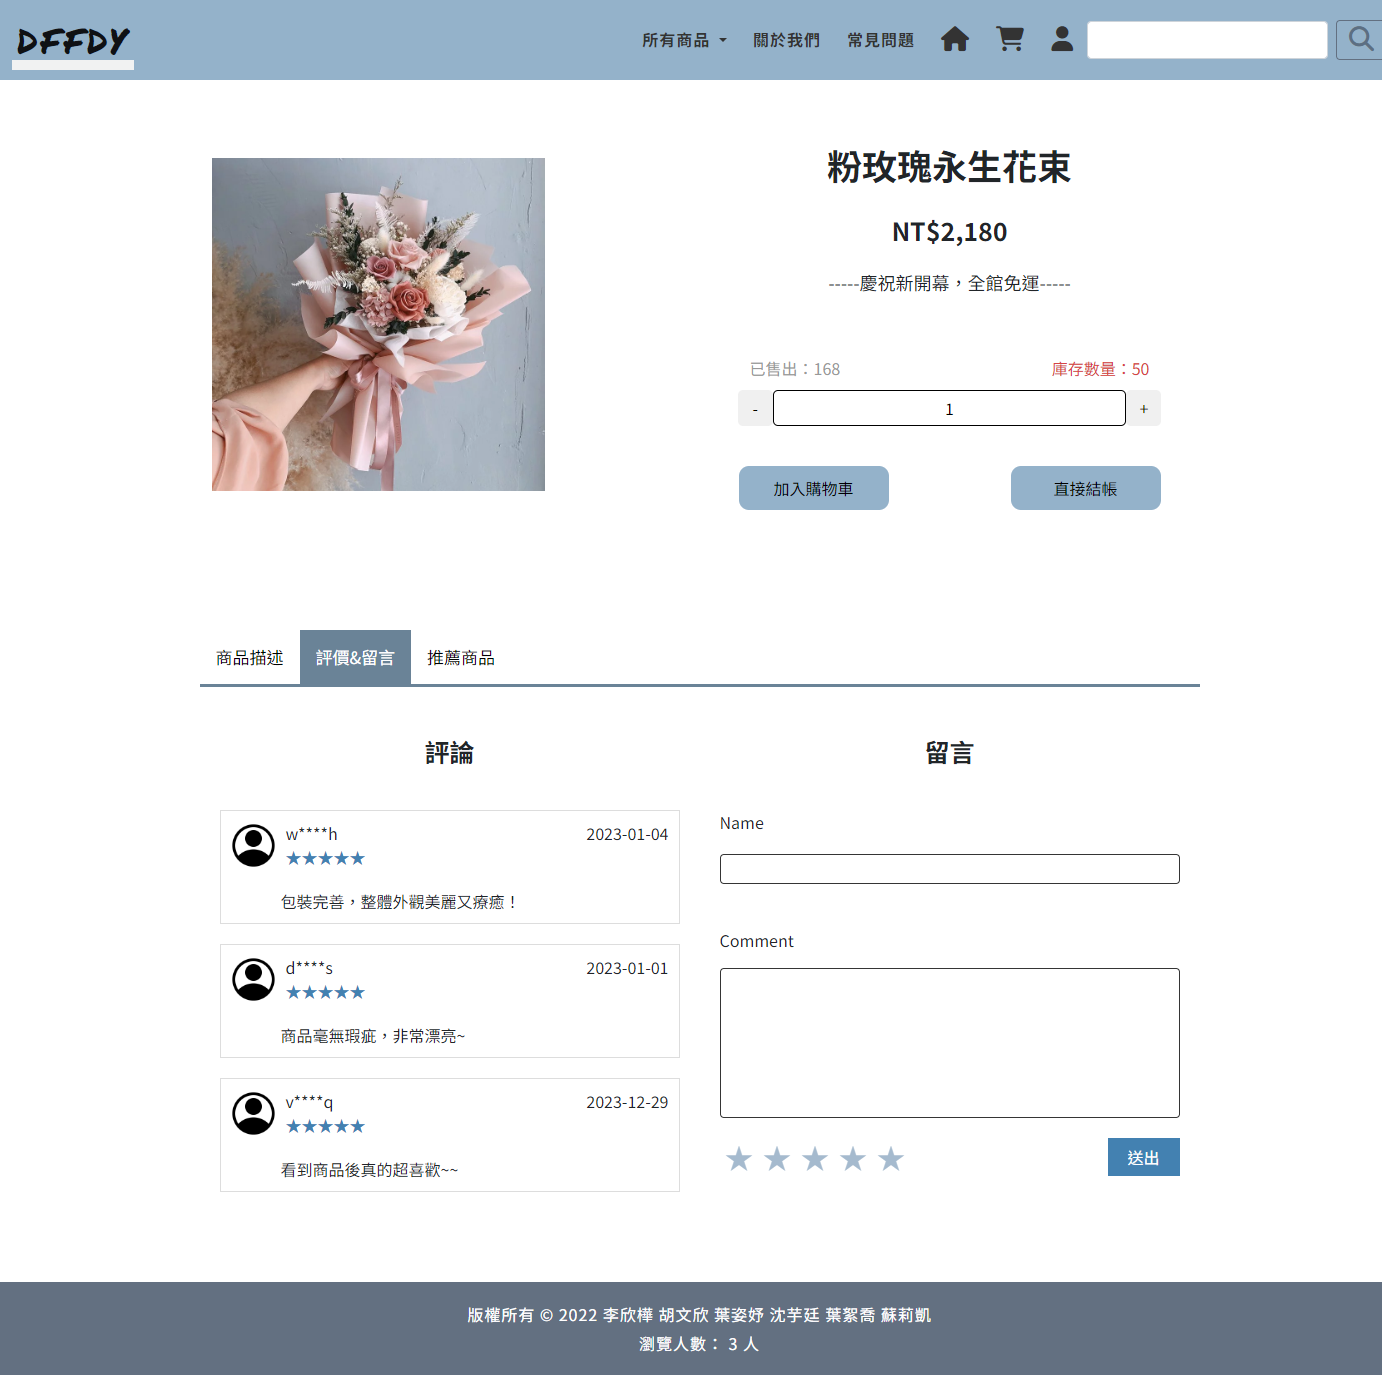 DFFDY
所有商品 關於我們 常見問題
粉玫瑰永生花束
NT$2,180
-----慶祝新開幕，全館免運-----
已售出：168 庫存數量：50
- 1 +
加入購物車 直接結帳
商品描述 評價&留言 推薦商品
評論
w****h 2023-01-04
★★★★★
包裝完善，整體外觀美麗又療癒！
d****s 2023-01-01
★★★★★
商品毫無瑕疵，非常漂亮~
v****q 2023-12-29
★★★★★
看到商品後真的超喜歡~~
留言
Name
Comment
★ ★ ★ ★ ★ 送出
版權所有 © 2022 李欣樺 胡文欣 葉姿妤 沈芋廷 葉絮喬 蘇莉凱
瀏覽人數： 3 人